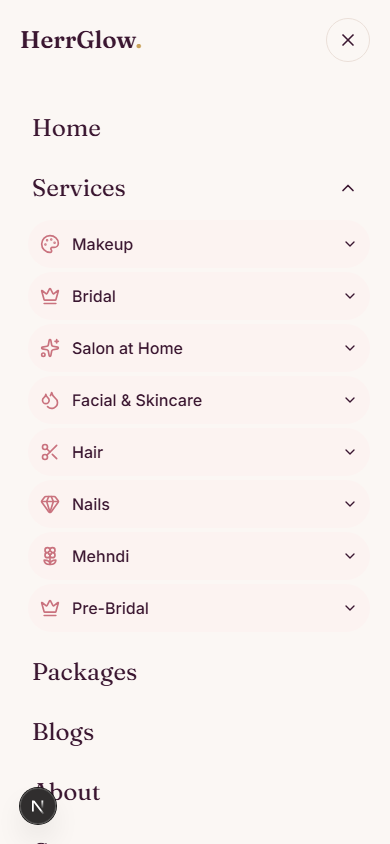 HerrGlow.
Home
Services
Makeup
Bridal
Salon at Home
Facial & Skincare
Hair
Nails
Mehndi
Pre-Bridal
Packages
Blogs
About
N